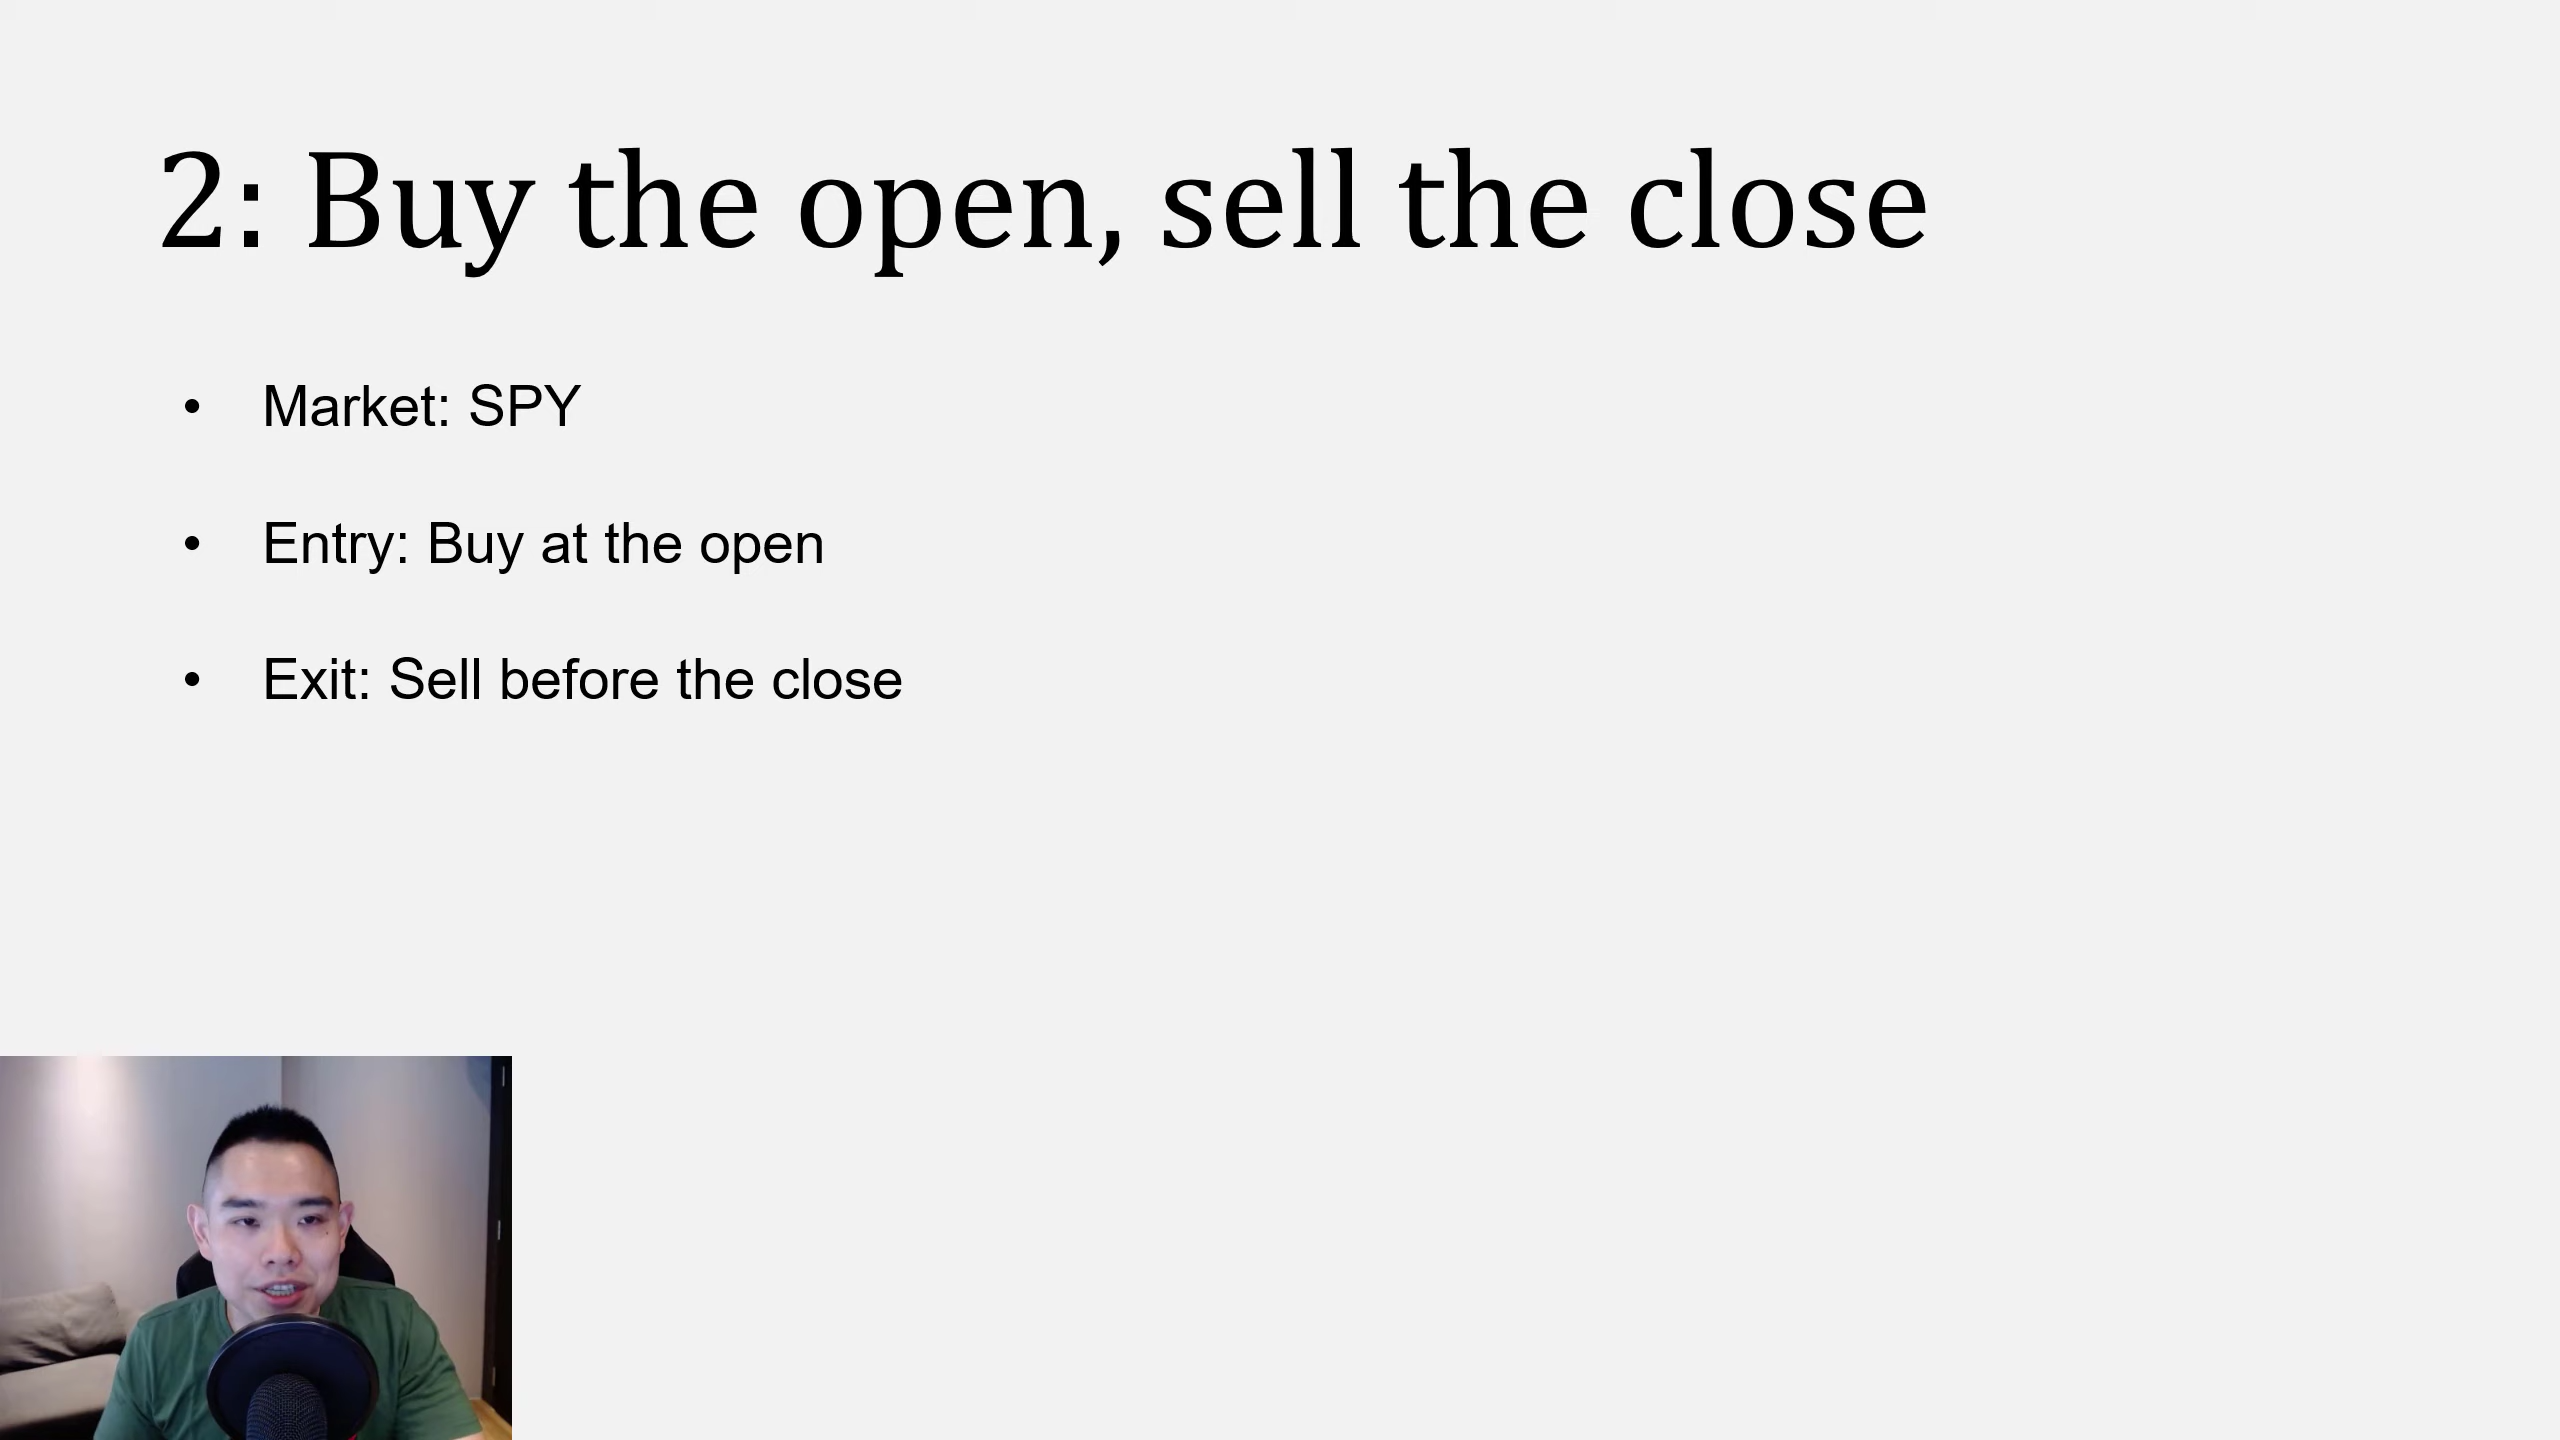 2: Buy the open, sell the close
• Market: SPY
• Entry: Buy at the open
• Exit: Sell before the close